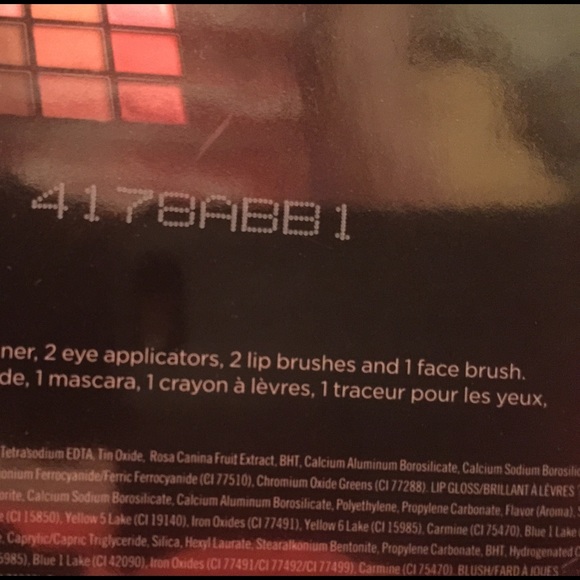 4178ABB1
ner, 2 eye applicators, 2 lip brushes and 1 face brush.
de, 1 mascara, 1 crayon à lèvres, 1 traceur pour les yeux,
Tetrasodium EDTA, Tin Oxide, Rosa Canina Fruit Extract, BHT, Calcium Aluminum Borosilicate, Calcium Sodium Borosilic
onium Ferrocyanide/Ferric Ferrocyanide (CI 77510), Chromium Oxide Greens (CI 77288). LIP GLOSS/BRILLANT À LÈVRES
orite, Calcium Sodium Borosilicate, Calcium Aluminum Borosilicate, Polyethylene, Propylene Carbonate, Flavor (Aroma),
e (CI 15850), Yellow 5 Lake (CI 19140), Iron Oxides (CI 77491), Yellow 6 Lake (CI 15985), Carmine (CI 75470), Blue 1 Lake
, Caprylic/Capric Triglyceride, Silica, Hexyl Laurate, Stearalkonium Bentonite, Propylene Carbonate, BHT, Hydrogenated
5985), Blue 1 Lake (CI 42090), Iron Oxides (CI 77491/CI 77492/CI 77499), Carmine (CI 75470). BLUSH/FARD À JOUES